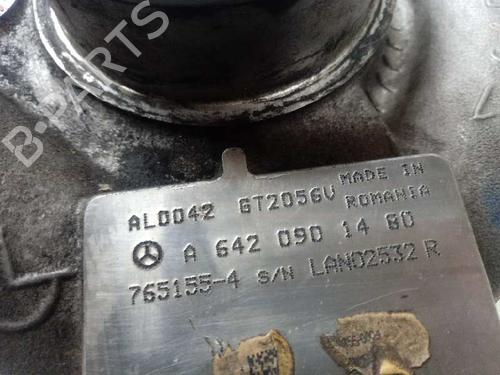 B-PARTS
AL0042 GT2056V MADE IN
ROMANIA
A 642 090 14 80
765155-4 S/N LAN02532 R